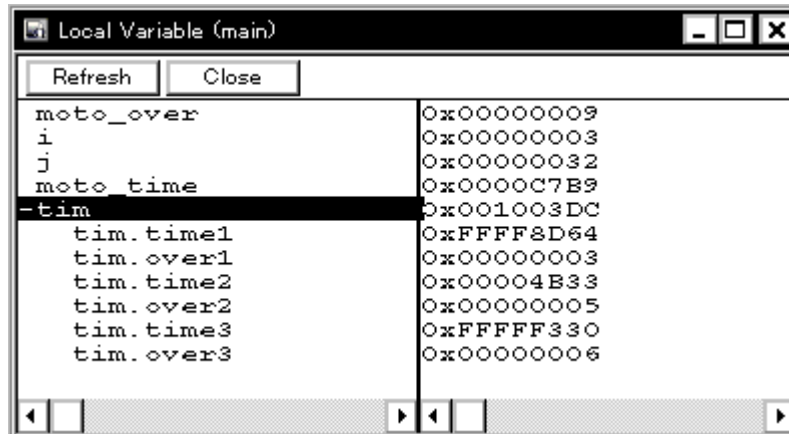 Local Variable (main)
Refresh Close
moto_over 0x00000009
i 0x00000003
j 0x00000032
moto_time 0x0000C7B9
-tim 0x001003DC
tim.time1 0xFFFF8D64
tim.over1 0x00000003
tim.time2 0x00004B33
tim.over2 0x00000005
tim.time3 0xFFFFF330
tim.over3 0x00000006